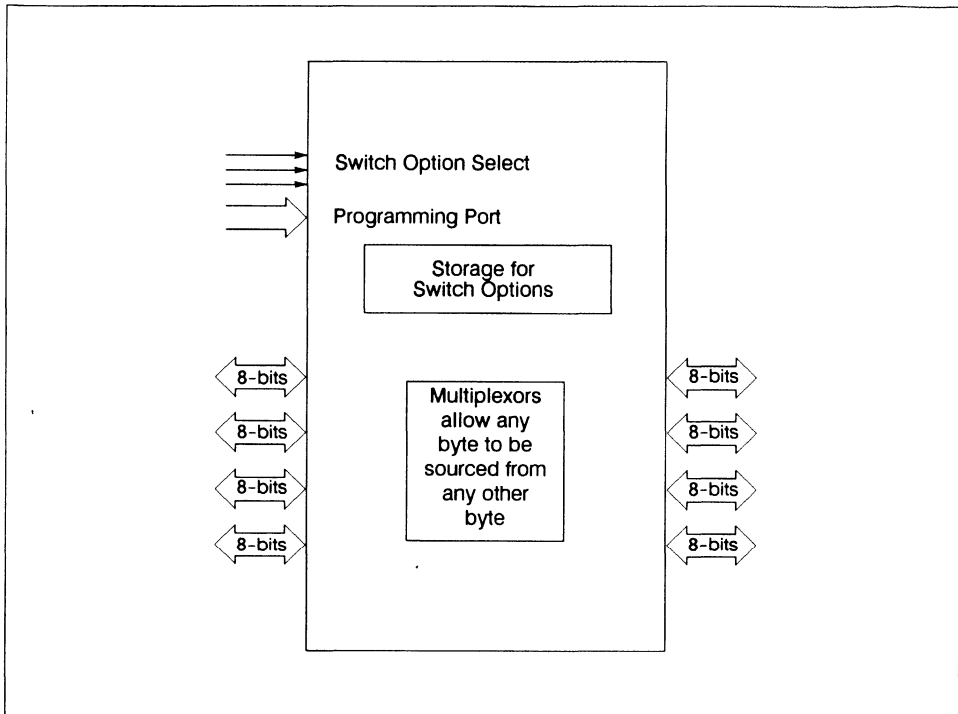 Switch Option Select
Programming Port
Storage for
Switch Options
8-bits
8-bits
8-bits
8-bits
Multiplexors
allow any
byte to be
sourced from
any other
byte
8-bits
8-bits
8-bits
8-bits